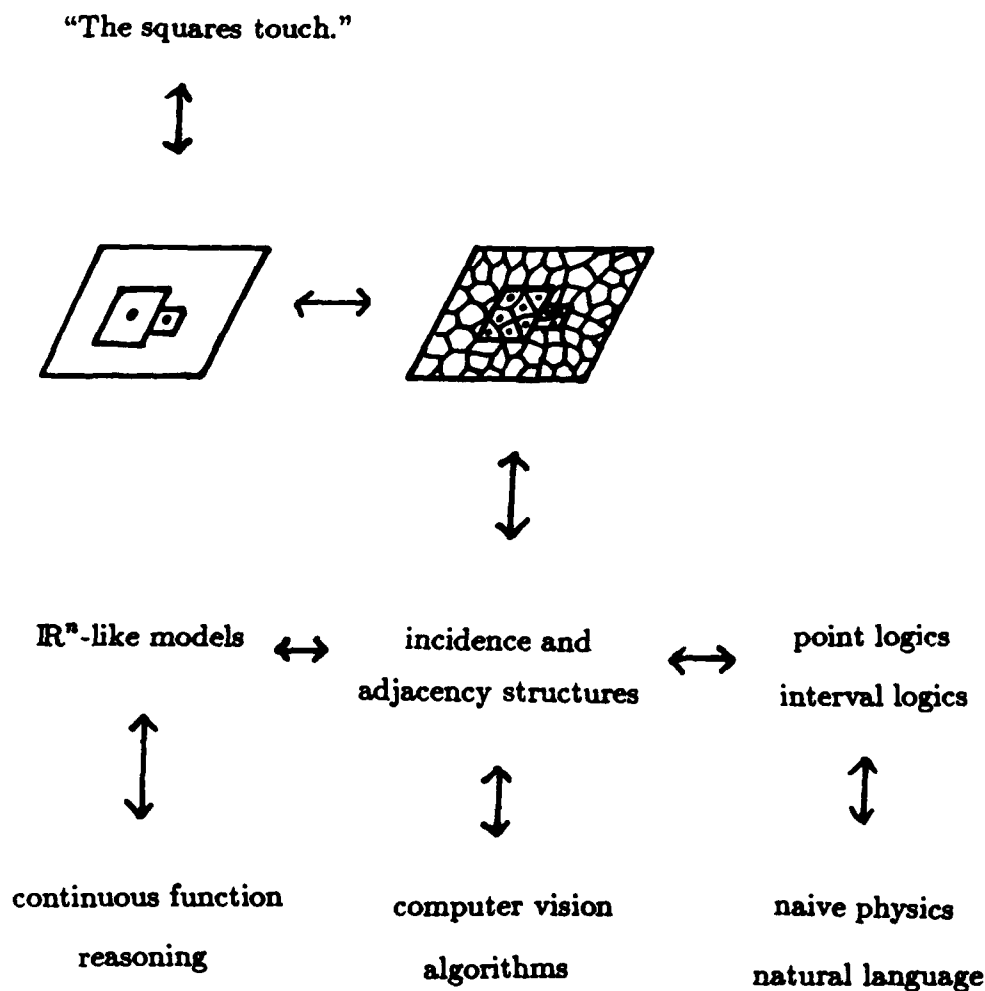 “The squares touch.”
ℝⁿ-like models
incidence and
adjacency structures
point logics
interval logics
continuous function
reasoning
computer vision
algorithms
naive physics
natural language